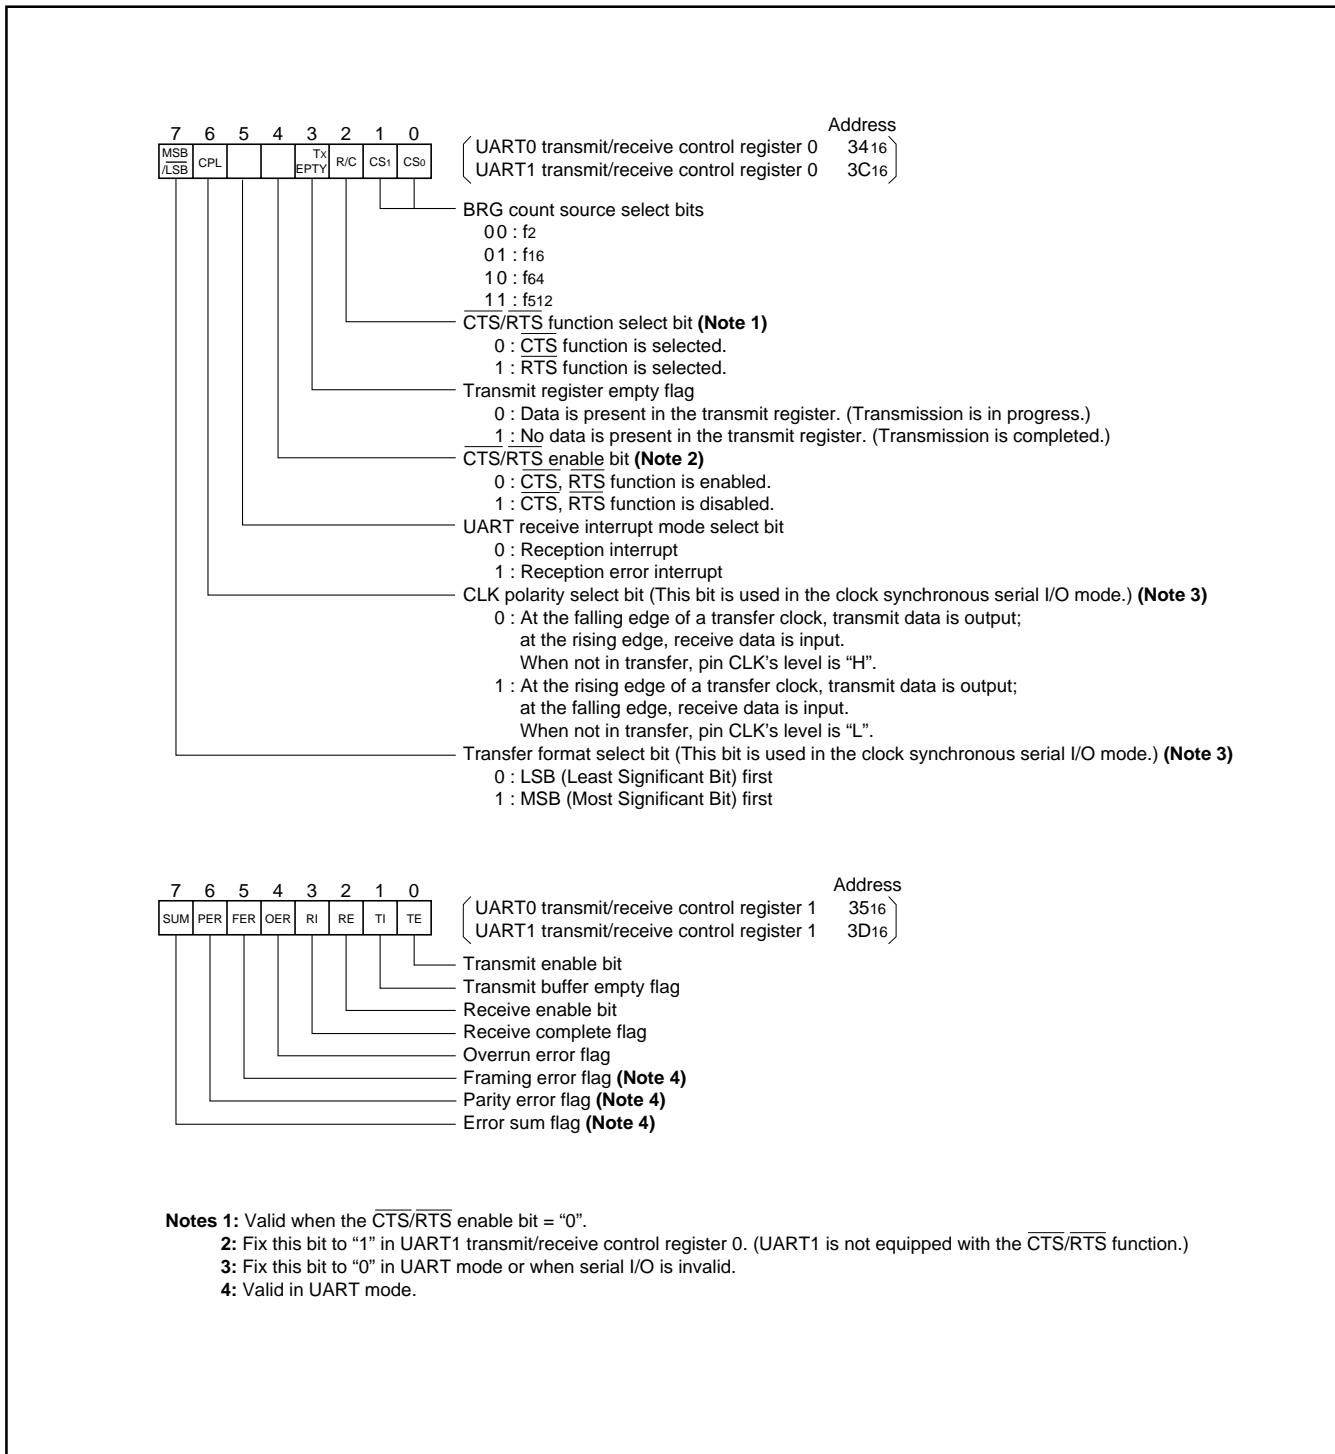 Address
7 6 5 4 3 2 1 0
MSB/LSB CPL TX EPTY R/C CS1 CS0
UART0 transmit/receive control register 0 3416
UART1 transmit/receive control register 0 3C16
BRG count source select bits
0 0 : f2
0 1 : f16
1 0 : f64
1 1 : f512
CTS/RTS function select bit (Note 1)
0 : CTS function is selected.
1 : RTS function is selected.
Transmit register empty flag
0 : Data is present in the transmit register. (Transmission is in progress.)
1 : No data is present in the transmit register. (Transmission is completed.)
CTS/RTS enable bit (Note 2)
0 : CTS, RTS function is enabled.
1 : CTS, RTS function is disabled.
UART receive interrupt mode select bit
0 : Reception interrupt
1 : Reception error interrupt
CLK polarity select bit (This bit is used in the clock synchronous serial I/O mode.) (Note 3)
0 : At the falling edge of a transfer clock, transmit data is output;
at the rising edge, receive data is input.
When not in transfer, pin CLK’s level is “H”.
1 : At the rising edge of a transfer clock, transmit data is output;
at the falling edge, receive data is input.
When not in transfer, pin CLK’s level is “L”.
Transfer format select bit (This bit is used in the clock synchronous serial I/O mode.) (Note 3)
0 : LSB (Least Significant Bit) first
1 : MSB (Most Significant Bit) first
Address
7 6 5 4 3 2 1 0
SUM PER FER OER RI RE TI TE
UART0 transmit/receive control register 1 3516
UART1 transmit/receive control register 1 3D16
Transmit enable bit
Transmit buffer empty flag
Receive enable bit
Receive complete flag
Overrun error flag
Framing error flag (Note 4)
Parity error flag (Note 4)
Error sum flag (Note 4)
Notes 1: Valid when the CTS/RTS enable bit = “0”.
2: Fix this bit to “1” in UART1 transmit/receive control register 0. (UART1 is not equipped with the CTS/RTS function.)
3: Fix this bit to “0” in UART mode or when serial I/O is invalid.
4: Valid in UART mode.